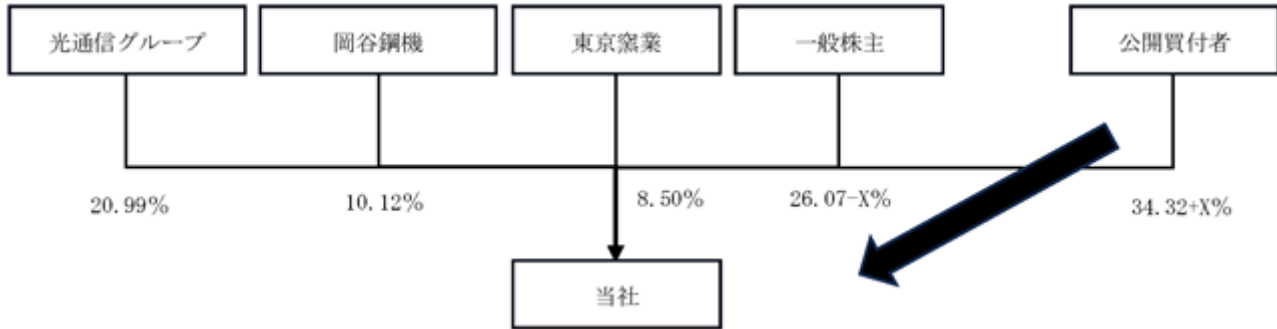 光通信グループ
岡谷鋼機
東京窯業
一般株主
公開買付者
20.99%
10.12%
8.50%
26.07-X%
34.32+X%
当社